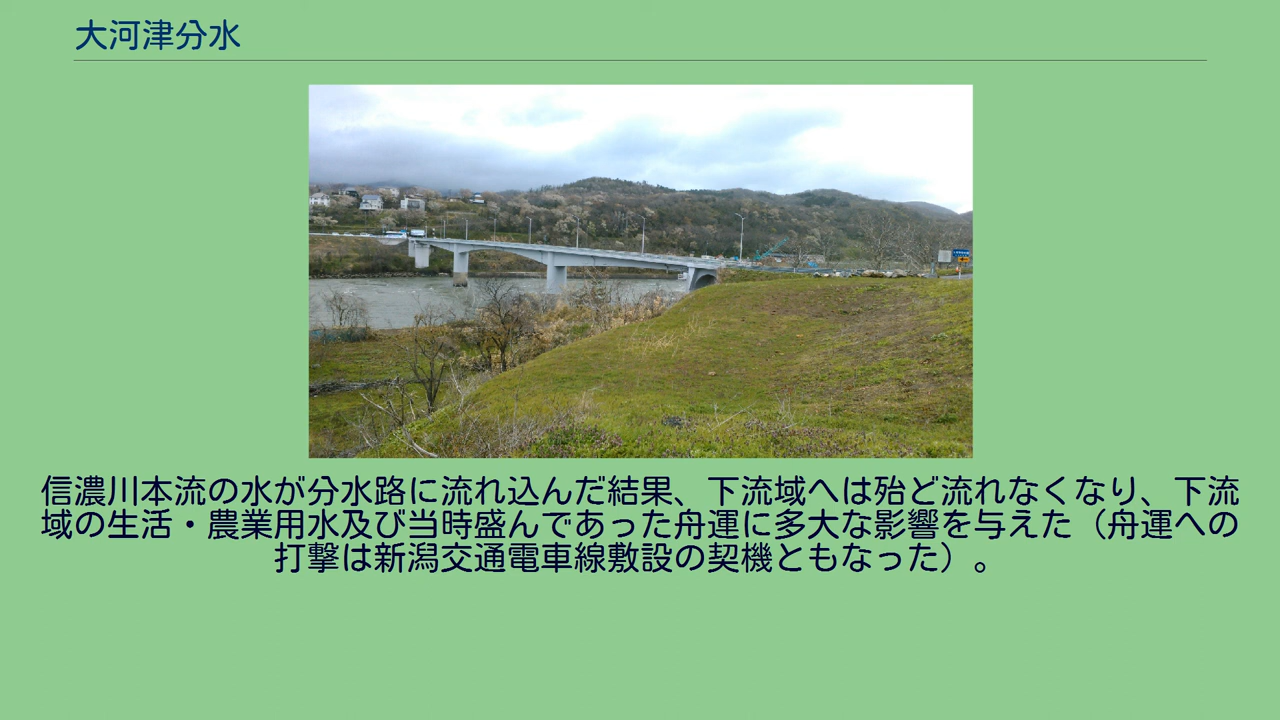 大河津分水
信濃川本流の水が分水路に流れ込んだ結果、下流域へは殆ど流れなくなり、下流
域の生活・農業用水及び当時盛んであった舟運に多大な影響を与えた（舟運への
打撃は新潟交通電車線敷設の契機ともなった）。